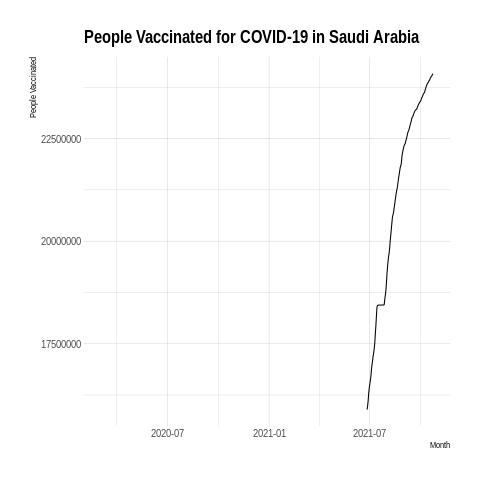 People Vaccinated for COVID-19 in Saudi Arabia
People Vaccinated
22500000
20000000
17500000
2020-07 2021-01 2021-07
Month